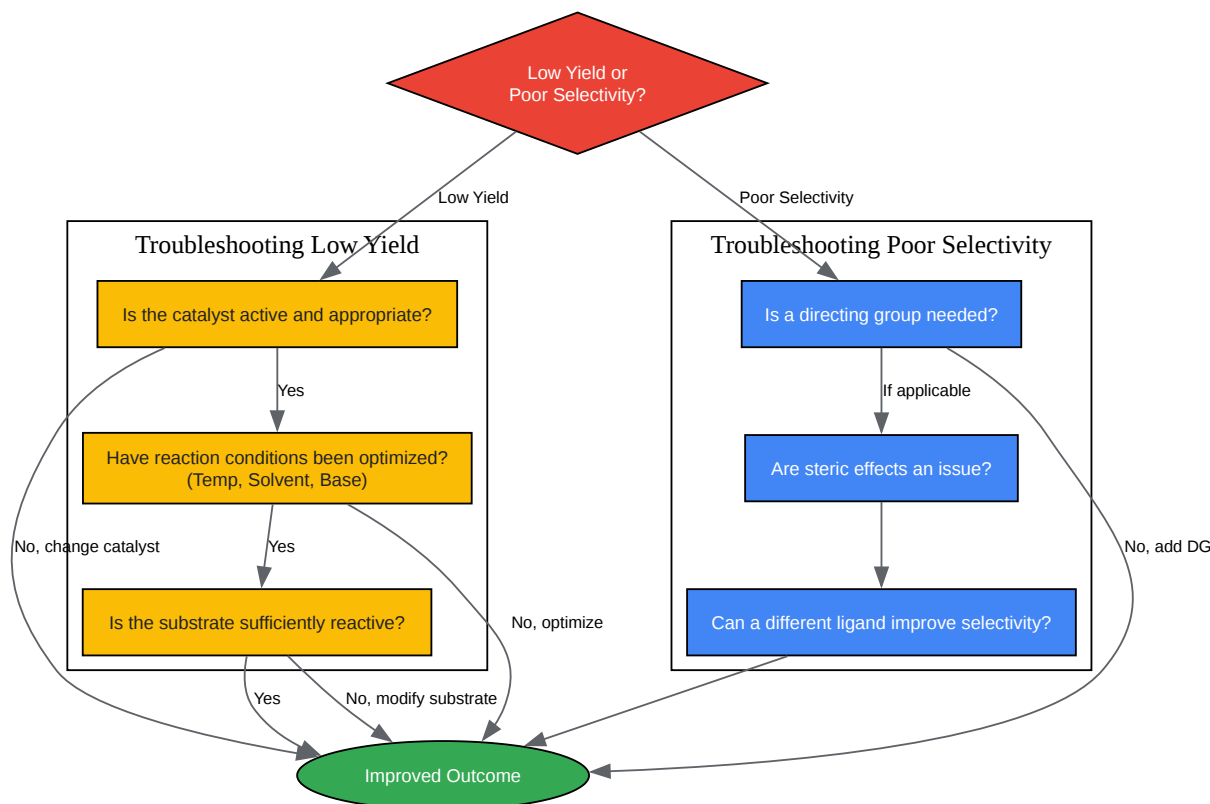 Low Yield or
Poor Selectivity?
Low Yield
Poor Selectivity
Troubleshooting Low Yield
Troubleshooting Poor Selectivity
Is the catalyst active and appropriate?
Is a directing group needed?
Yes
If applicable
Have reaction conditions been optimized?
(Temp, Solvent, Base)
Are steric effects an issue?
No, change catalyst
Yes
No, add DG
Is the substrate sufficiently reactive?
No, optimize
Can a different ligand improve selectivity?
Yes
No, modify substrate
Improved Outcome